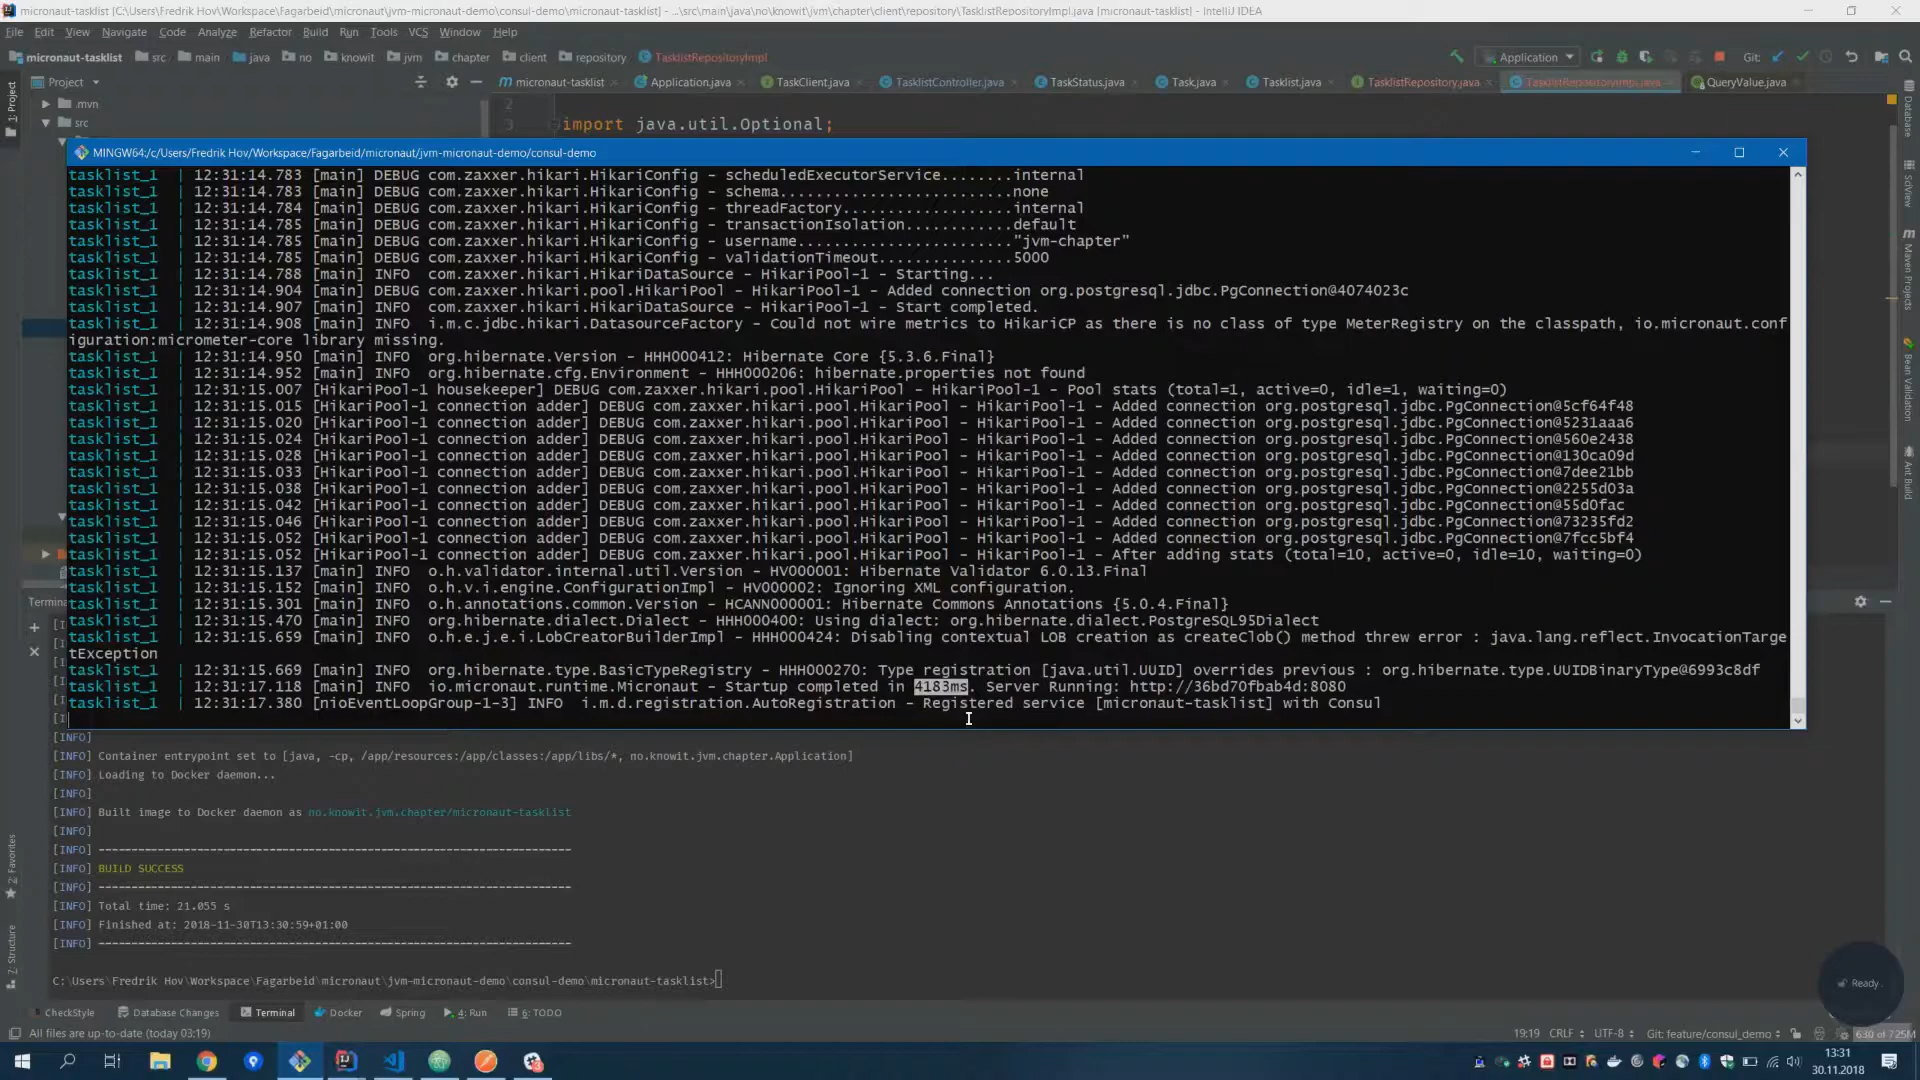 micronaut-tasklist [C:\Users\Fredrik Hov\Workspace\Fagarbeid\micronaut\jvm-micronaut-demo\consul-demo\micronaut-tasklist] - ...\src\main\java\no\knowit\jvm\chapter\client\repository\TasklistRepositoryImpl.java [micronaut-tasklist] - IntelliJ IDEA
File Edit View Navigate Code Analyze Refactor Build Run Tools VCS Window Help
micronaut-tasklist src main java no knowit jvm chapter client repository TasklistRepositoryImpl Application Git:
Project micronaut-tasklist Application.java TaskClient.java TasklistController.java TaskStatus.java Task.java Tasklist.java TasklistRepository.java TasklistRepositoryImpl.java QueryValue.java
.mvn 2
src 3 import java.util.Optional;
MINGW64:/c/Users/Fredrik Hov/Workspace/Fagarbeid/micronaut/jvm-micronaut-demo/consul-demo
tasklist_1 | 12:31:14.783 [main] DEBUG com.zaxxer.hikari.HikariConfig - scheduledExecutorService........internal
tasklist_1 | 12:31:14.783 [main] DEBUG com.zaxxer.hikari.HikariConfig - schema..........................none
tasklist_1 | 12:31:14.784 [main] DEBUG com.zaxxer.hikari.HikariConfig - threadFactory...................internal
tasklist_1 | 12:31:14.785 [main] DEBUG com.zaxxer.hikari.HikariConfig - transactionIsolation............default
tasklist_1 | 12:31:14.785 [main] DEBUG com.zaxxer.hikari.HikariConfig - username........................"jvm-chapter"
tasklist_1 | 12:31:14.785 [main] DEBUG com.zaxxer.hikari.HikariConfig - validationTimeout...............5000
tasklist_1 | 12:31:14.788 [main] INFO com.zaxxer.hikari.HikariDataSource - HikariPool-1 - Starting...
tasklist_1 | 12:31:14.904 [main] DEBUG com.zaxxer.hikari.pool.HikariPool - HikariPool-1 - Added connection org.postgresql.jdbc.PgConnection@4074023c
tasklist_1 | 12:31:14.907 [main] INFO com.zaxxer.hikari.HikariDataSource - HikariPool-1 - Start completed.
tasklist_1 | 12:31:14.908 [main] INFO i.m.c.jdbc.hikari.DatasourceFactory - Could not wire metrics to HikariCP as there is no class of type MeterRegistry on the classpath, io.micronaut.conf
iguration:micrometer-core library missing.
tasklist_1 | 12:31:14.950 [main] INFO org.hibernate.Version - HHH000412: Hibernate Core {5.3.6.Final}
tasklist_1 | 12:31:14.952 [main] INFO org.hibernate.cfg.Environment - HHH000206: hibernate.properties not found
tasklist_1 | 12:31:15.007 [HikariPool-1 housekeeper] DEBUG com.zaxxer.hikari.pool.HikariPool - HikariPool-1 - Pool stats (total=1, active=0, idle=1, waiting=0)
tasklist_1 | 12:31:15.015 [HikariPool-1 connection adder] DEBUG com.zaxxer.hikari.pool.HikariPool - HikariPool-1 - Added connection org.postgresql.jdbc.PgConnection@5cf64f48
tasklist_1 | 12:31:15.020 [HikariPool-1 connection adder] DEBUG com.zaxxer.hikari.pool.HikariPool - HikariPool-1 - Added connection org.postgresql.jdbc.PgConnection@5231aaa6
tasklist_1 | 12:31:15.024 [HikariPool-1 connection adder] DEBUG com.zaxxer.hikari.pool.HikariPool - HikariPool-1 - Added connection org.postgresql.jdbc.PgConnection@560e2438
tasklist_1 | 12:31:15.028 [HikariPool-1 connection adder] DEBUG com.zaxxer.hikari.pool.HikariPool - HikariPool-1 - Added connection org.postgresql.jdbc.PgConnection@130ca09d
tasklist_1 | 12:31:15.033 [HikariPool-1 connection adder] DEBUG com.zaxxer.hikari.pool.HikariPool - HikariPool-1 - Added connection org.postgresql.jdbc.PgConnection@7dee21bb
tasklist_1 | 12:31:15.038 [HikariPool-1 connection adder] DEBUG com.zaxxer.hikari.pool.HikariPool - HikariPool-1 - Added connection org.postgresql.jdbc.PgConnection@2255d03a
tasklist_1 | 12:31:15.042 [HikariPool-1 connection adder] DEBUG com.zaxxer.hikari.pool.HikariPool - HikariPool-1 - Added connection org.postgresql.jdbc.PgConnection@55d0fac
tasklist_1 | 12:31:15.046 [HikariPool-1 connection adder] DEBUG com.zaxxer.hikari.pool.HikariPool - HikariPool-1 - Added connection org.postgresql.jdbc.PgConnection@73235fd2
tasklist_1 | 12:31:15.052 [HikariPool-1 connection adder] DEBUG com.zaxxer.hikari.pool.HikariPool - HikariPool-1 - Added connection org.postgresql.jdbc.PgConnection@7fcc5bf4
tasklist_1 | 12:31:15.052 [HikariPool-1 connection adder] DEBUG com.zaxxer.hikari.pool.HikariPool - HikariPool-1 - After adding stats (total=10, active=0, idle=10, waiting=0)
tasklist_1 | 12:31:15.137 [main] INFO o.h.validator.internal.util.Version - HV000001: Hibernate Validator 6.0.13.Final
tasklist_1 | 12:31:15.152 [main] INFO o.h.v.i.engine.ConfigurationImpl - HV000002: Ignoring XML configuration.
tasklist_1 | 12:31:15.301 [main] INFO o.h.annotations.common.Version - HCANN000001: Hibernate Commons Annotations {5.0.4.Final}
tasklist_1 | 12:31:15.470 [main] INFO org.hibernate.dialect.Dialect - HHH000400: Using dialect: org.hibernate.dialect.PostgreSQL95Dialect
tasklist_1 | 12:31:15.659 [main] INFO o.h.e.j.e.i.LobCreatorBuilderImpl - HHH000424: Disabling contextual LOB creation as createClob() method threw error : java.lang.reflect.InvocationTarge
tException
tasklist_1 | 12:31:15.669 [main] INFO org.hibernate.type.BasicTypeRegistry - HHH000270: Type registration [java.util.UUID] overrides previous : org.hibernate.type.UUIDBinaryType@6993c8df
tasklist_1 | 12:31:17.118 [main] INFO io.micronaut.runtime.Micronaut - Startup completed in 4183ms. Server Running: http://36bd70fbab4d:8080
tasklist_1 | 12:31:17.380 [nioEventLoopGroup-1-3] INFO i.m.d.registration.AutoRegistration - Registered service [micronaut-tasklist] with Consul
[INFO]
[INFO] Container entrypoint set to [java, -cp, /app/resources:/app/classes:/app/libs/*, no.knowit.jvm.chapter.Application]
[INFO] Loading to Docker daemon...
[INFO]
[INFO] Built image to Docker daemon as no.knowit.jvm.chapter/micronaut-tasklist
[INFO]
[INFO] ------------------------------------------------------------------------
[INFO] BUILD SUCCESS
[INFO] ------------------------------------------------------------------------
[INFO] Total time: 21.055 s
[INFO] Finished at: 2018-11-30T13:30:59+01:00
[INFO] ------------------------------------------------------------------------
C:\Users\Fredrik Hov\Workspace\Fagarbeid\micronaut\jvm-micronaut-demo\consul-demo\micronaut-tasklist>
1: Project
2: Favorites
Z: Structure
Database
SciView
Maven Projects
Bean Validation
Ant Build
Ready
CheckStyle Database Changes Terminal Docker Spring 4: Run 6: TODO
All files are up-to-date (today 03:19) 19:19 CRLF UTF-8 Git: feature/consul_demo
13:31
30.11.2018